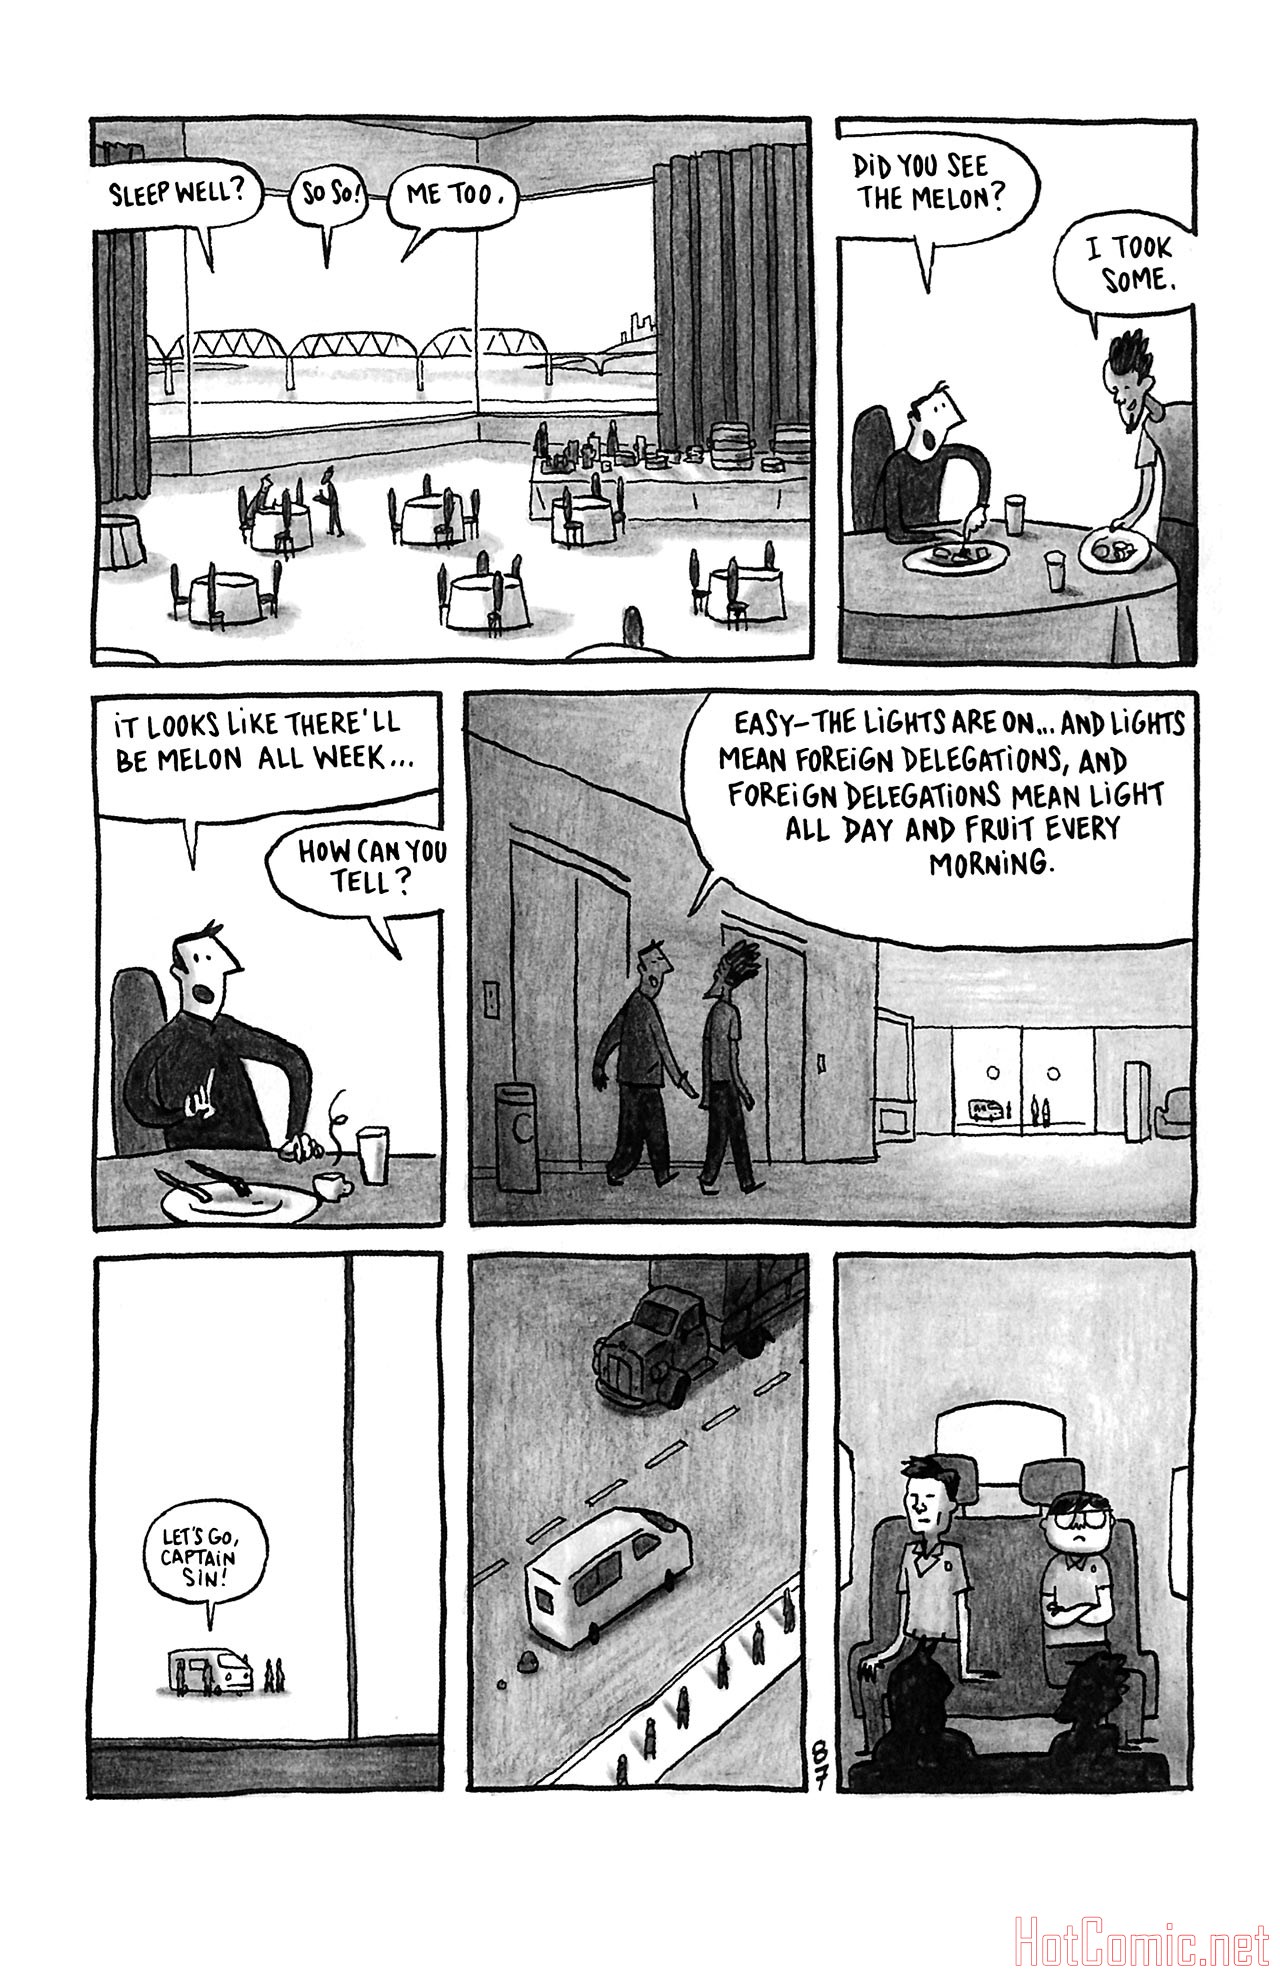 SLEEP WELL?
SO SO!
ME TOO.
DID YOU SEE
THE MELON?
I TOOK
SOME.
IT LOOKS LIKE THERE'LL
BE MELON ALL WEEK...
HOW CAN YOU
TELL?
EASY–THE LIGHTS ARE ON... AND LIGHTS
MEAN FOREIGN DELEGATIONS, AND
FOREIGN DELEGATIONS MEAN LIGHT
ALL DAY AND FRUIT EVERY
MORNING.
LET'S GO,
CAPTAIN
SIN!
87
HotComic.net